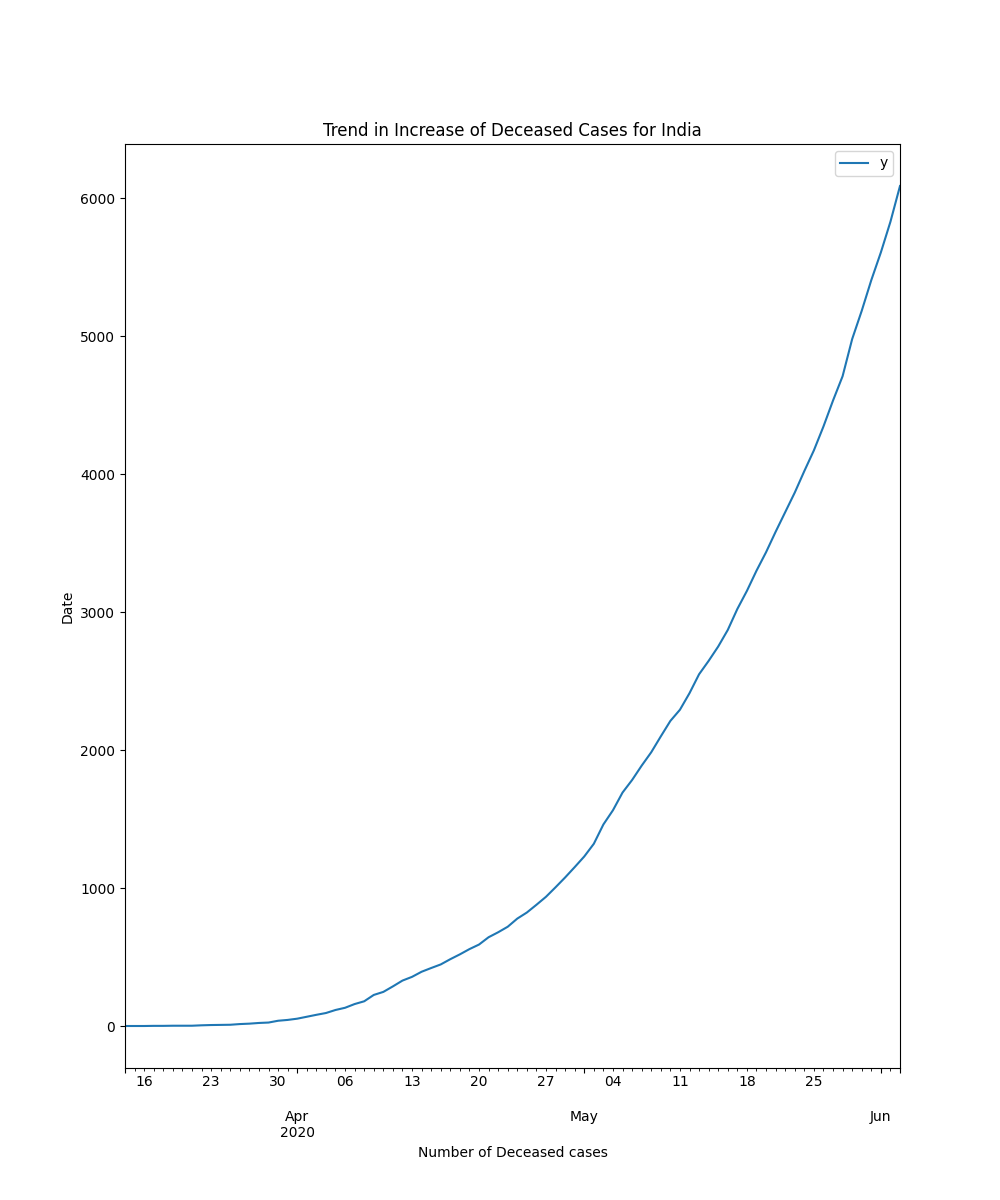 Trend in Increase of Deceased Cases for India
y
6000
5000
4000
3000
2000
1000
0
Date
16 23 30 06 13 20 27 04 11 18 25
Apr May Jun
2020
Number of Deceased cases